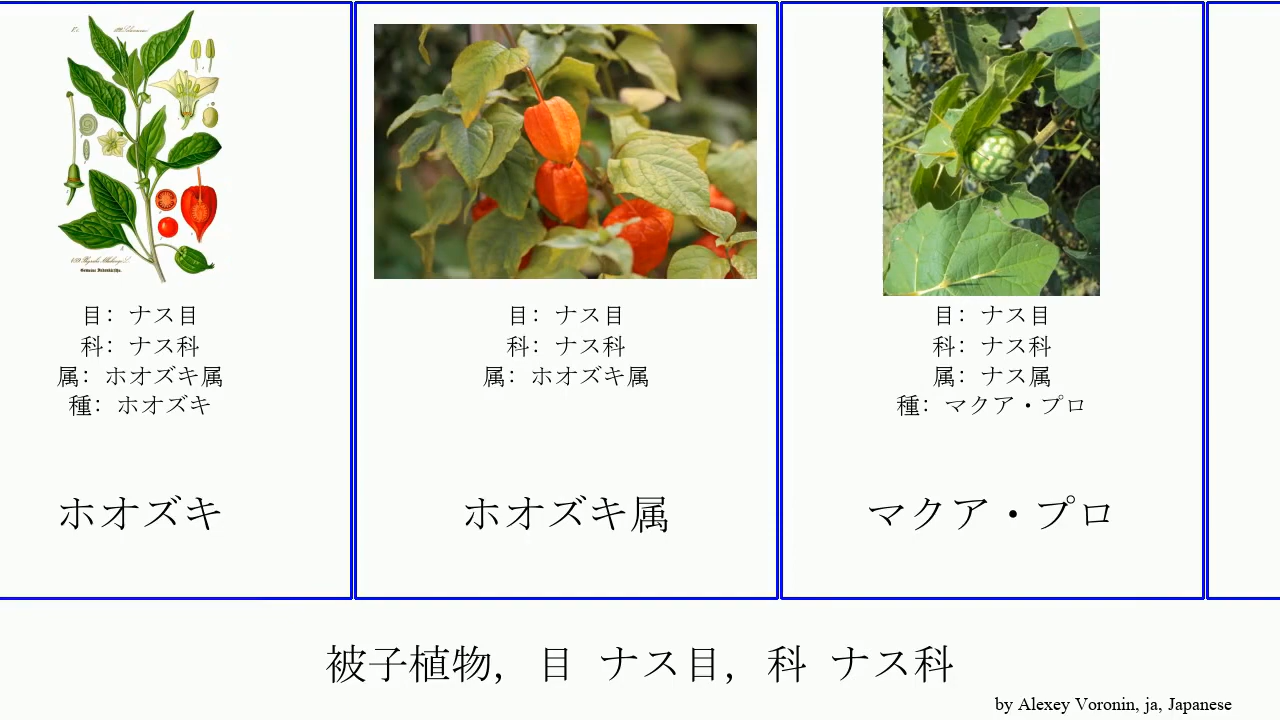 目: ナス目
科: ナス科
属: ホオズキ属
種: ホオズキ
ホオズキ
目: ナス目
科: ナス科
属: ホオズキ属
ホオズキ属
目: ナス目
科: ナス科
属: ナス属
種: マクア・プロ
マクア・プロ
被子植物, 目 ナス目, 科 ナス科
by Alexey Voronin, ja, Japanese